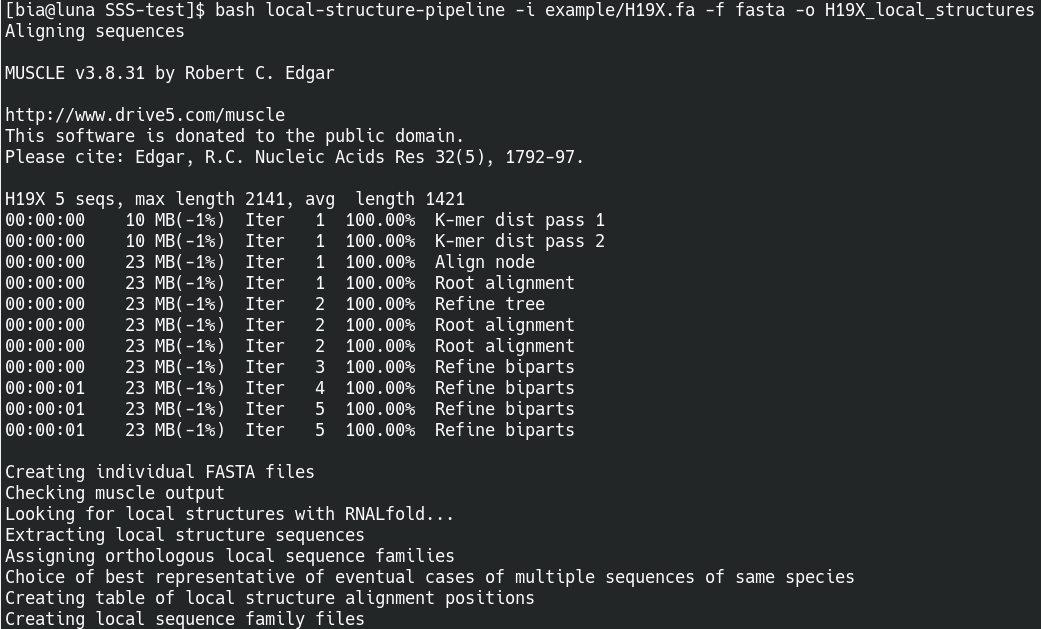 [bia@luna SSS-test]$ bash local-structure-pipeline -i example/H19X.fa -f fasta -o H19X_local_structures
Aligning sequences
MUSCLE v3.8.31 by Robert C. Edgar
http://www.drive5.com/muscle
This software is donated to the public domain.
Please cite: Edgar, R.C. Nucleic Acids Res 32(5), 1792-97.
H19X 5 seqs, max length 2141, avg  length 1421
00:00:00    10 MB(-1%)  Iter   1  100.00%  K-mer dist pass 1
00:00:00    10 MB(-1%)  Iter   1  100.00%  K-mer dist pass 2
00:00:00    23 MB(-1%)  Iter   1  100.00%  Align node
00:00:00    23 MB(-1%)  Iter   1  100.00%  Root alignment
00:00:00    23 MB(-1%)  Iter   2  100.00%  Refine tree
00:00:00    23 MB(-1%)  Iter   2  100.00%  Root alignment
00:00:00    23 MB(-1%)  Iter   2  100.00%  Root alignment
00:00:00    23 MB(-1%)  Iter   3  100.00%  Refine biparts
00:00:01    23 MB(-1%)  Iter   4  100.00%  Refine biparts
00:00:01    23 MB(-1%)  Iter   5  100.00%  Refine biparts
00:00:01    23 MB(-1%)  Iter   5  100.00%  Refine biparts
Creating individual FASTA files
Checking muscle output
Looking for local structures with RNALfold...
Extracting local structure sequences
Assigning orthologous local sequence families
Choice of best representative of eventual cases of multiple sequences of same species
Creating table of local structure alignment positions
Creating local sequence family files